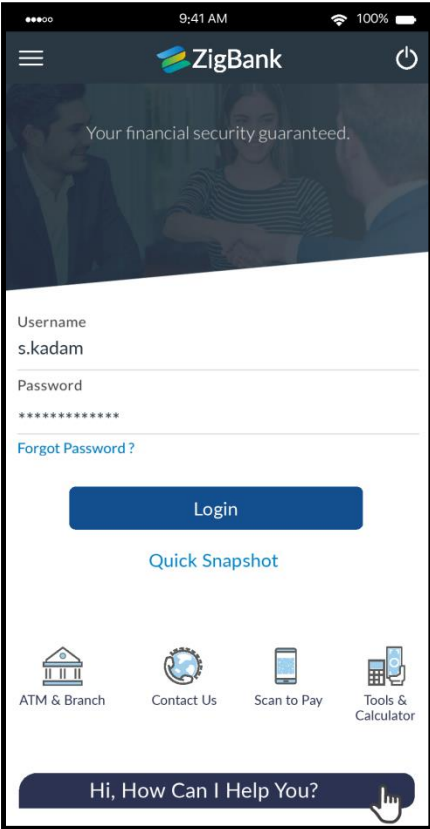 9:41 AM
100%
ZigBank
Your financial security guaranteed.
Username
s.kadam
Password
*************
Forgot Password ?
Login
Quick Snapshot
ATM & Branch
Contact Us
Scan to Pay
Tools &
Calculator
Hi, How Can I Help You?